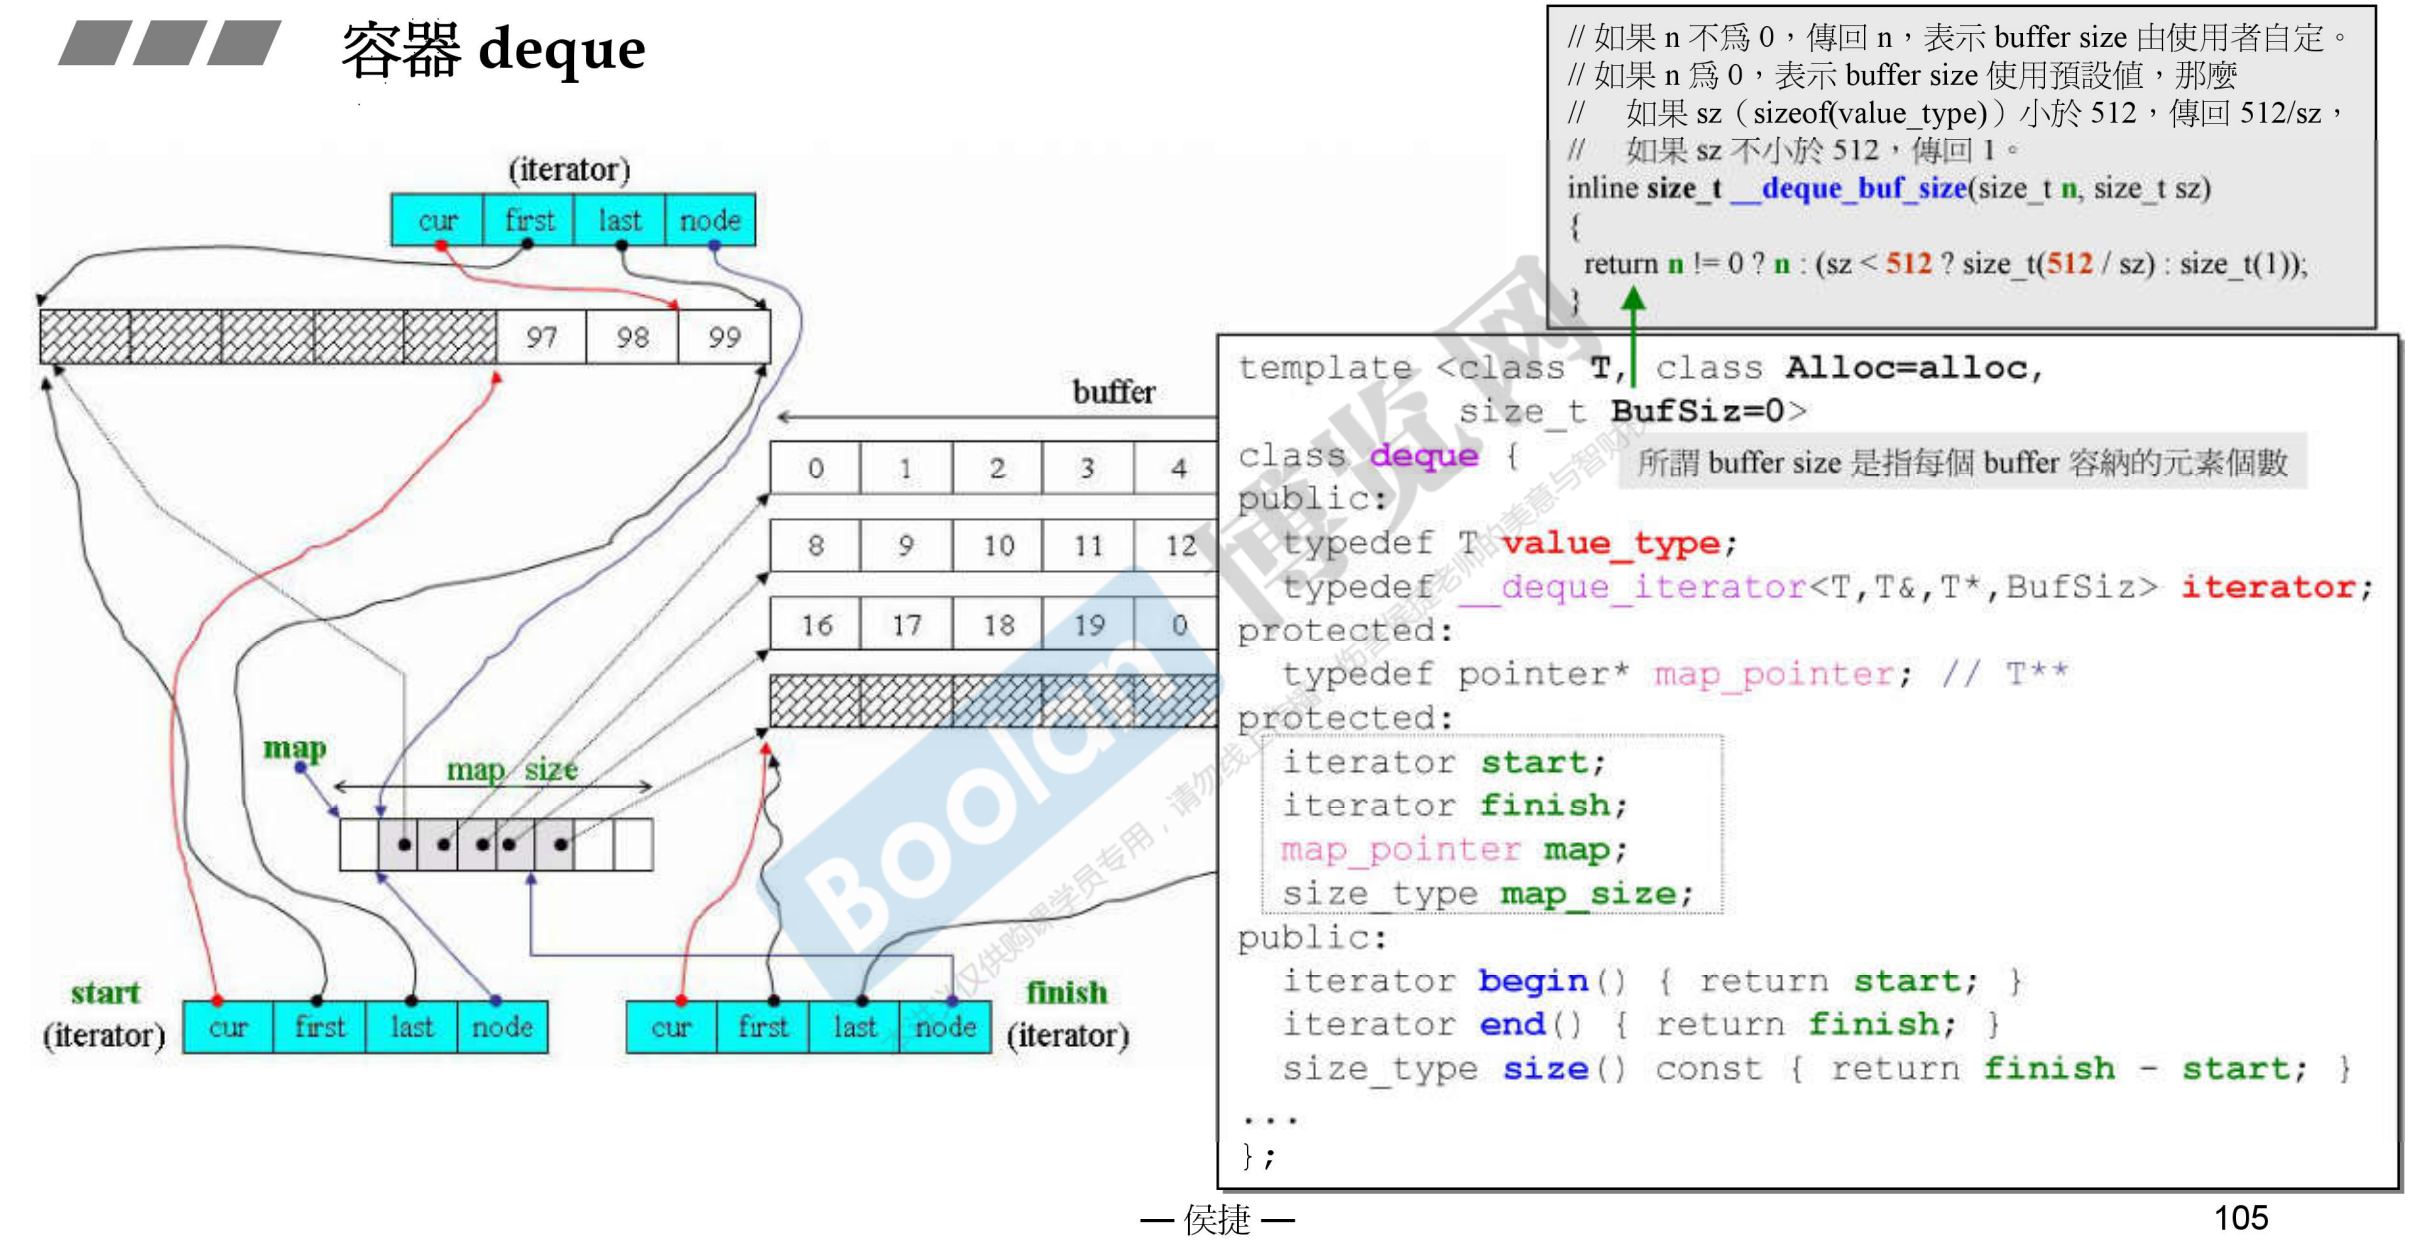 容器 deque
// 如果 n 不為 0，傳回 n，表示 buffer size 由使用者自定。
// 如果 n 為 0，表示 buffer size 使用預設值，那麼
// 如果 sz（sizeof(value_type)）小於 512，傳回 512/sz，
// 如果 sz 不小於 512，傳回 1。
inline size_t __deque_buf_size(size_t n, size_t sz)
{
return n != 0 ? n : (sz < 512 ? size_t(512 / sz) : size_t(1));
}
(iterator)
cur first last node
97 98 99
buffer
0 1 2 3 4
8 9 10 11 12
16 17 18 19 0
map
map_size
start
(iterator)
cur first last node
cur first last node
finish
(iterator)
template <class T, class Alloc=alloc,
size_t BufSiz=0>
class deque {
所謂 buffer size 是指每個 buffer 容納的元素個數
public:
typedef T value_type;
typedef __deque_iterator<T,T&,T*,BufSiz> iterator;
protected:
typedef pointer* map_pointer; // T**
protected:
iterator start;
iterator finish;
map_pointer map;
size_type map_size;
public:
iterator begin() { return start; }
iterator end() { return finish; }
size_type size() const { return finish - start; }
...
};
Boolan 博览网
— 侯捷 —
105